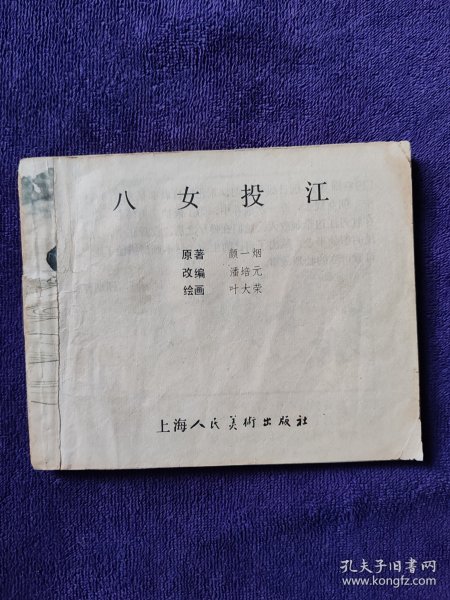 八女投江
原著 颜一烟
改编 潘培元
绘画 叶大荣
上海人民美術出版社
孔夫子旧书网
www.kongfz.com